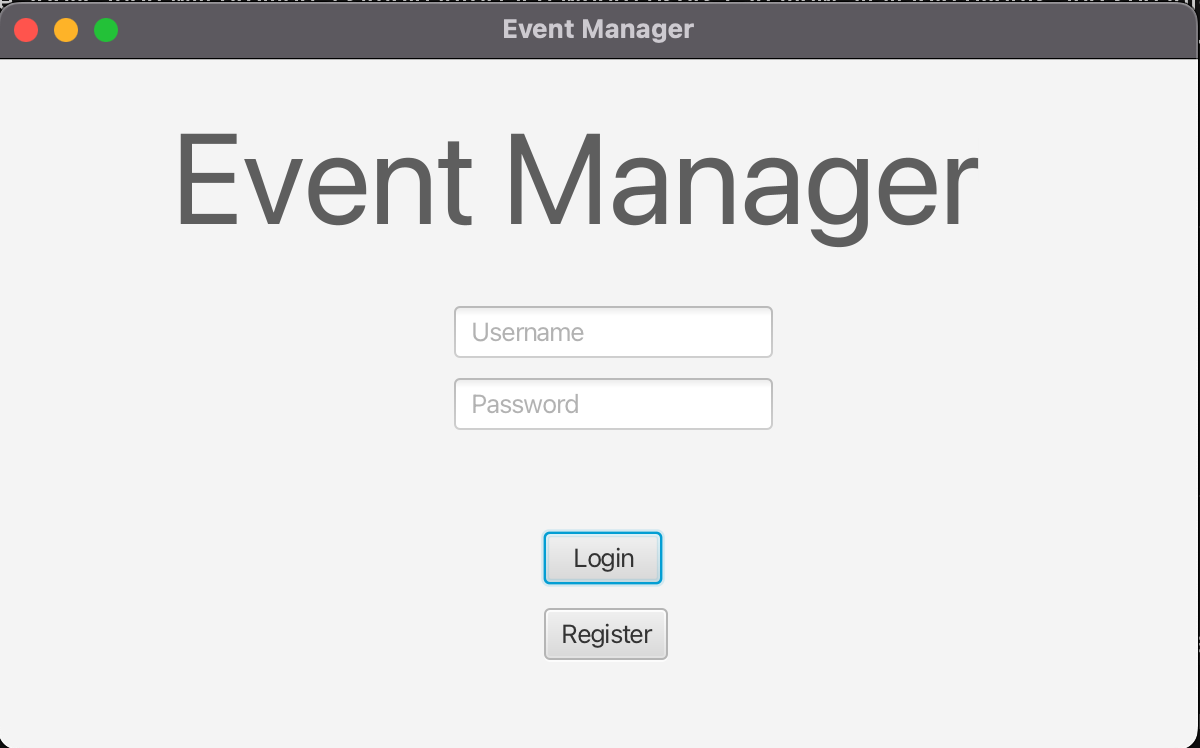 Event Manager
Event Manager
Username
Password
Login
Register